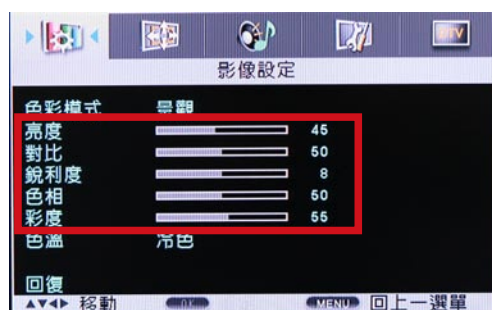 DTV
影像設定
色彩模式 景觀
亮度 45
對比 50
銳利度 8
色相 50
彩度 55
色溫 冷色
回復
▲▼◀▶ 移動 OK MENU 回上一選單